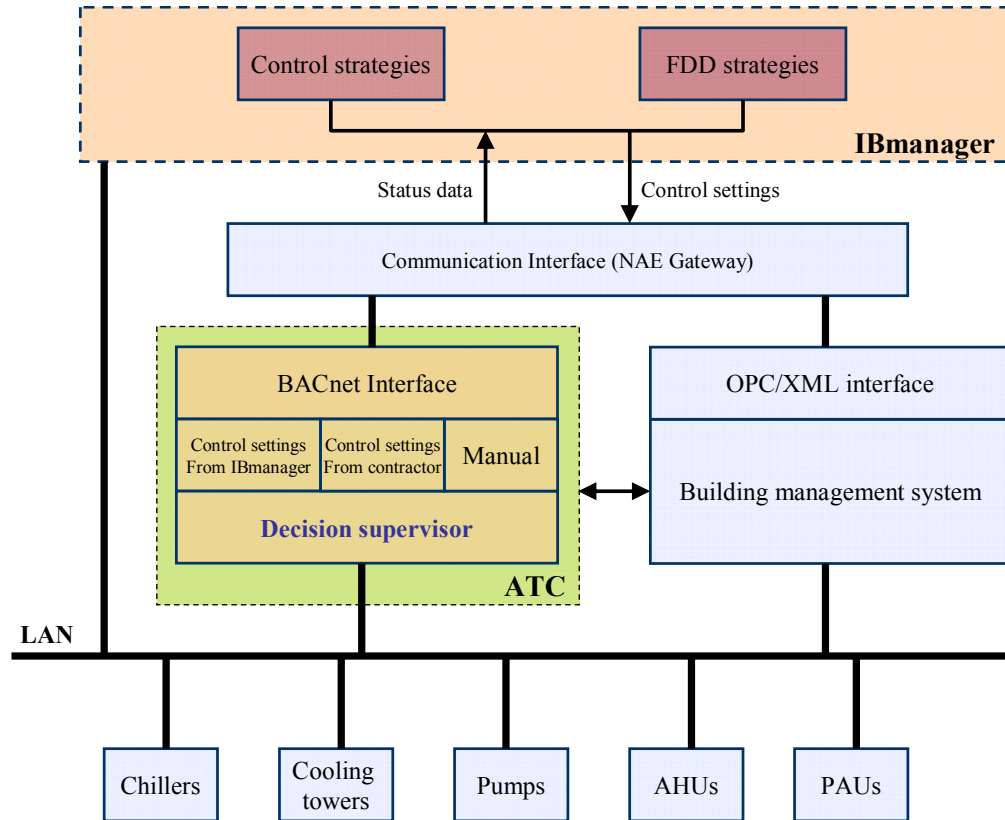 Control strategies
FDD strategies
IBmanager
Status data
Control settings
Communication Interface (NAE Gateway)
BACnet Interface
OPC/XML interface
Control settings
From IBmanager
Control settings
From contractor
Manual
Building management system
Decision supervisor
ATC
LAN
Chillers
Cooling
towers
Pumps
AHUs
PAUs